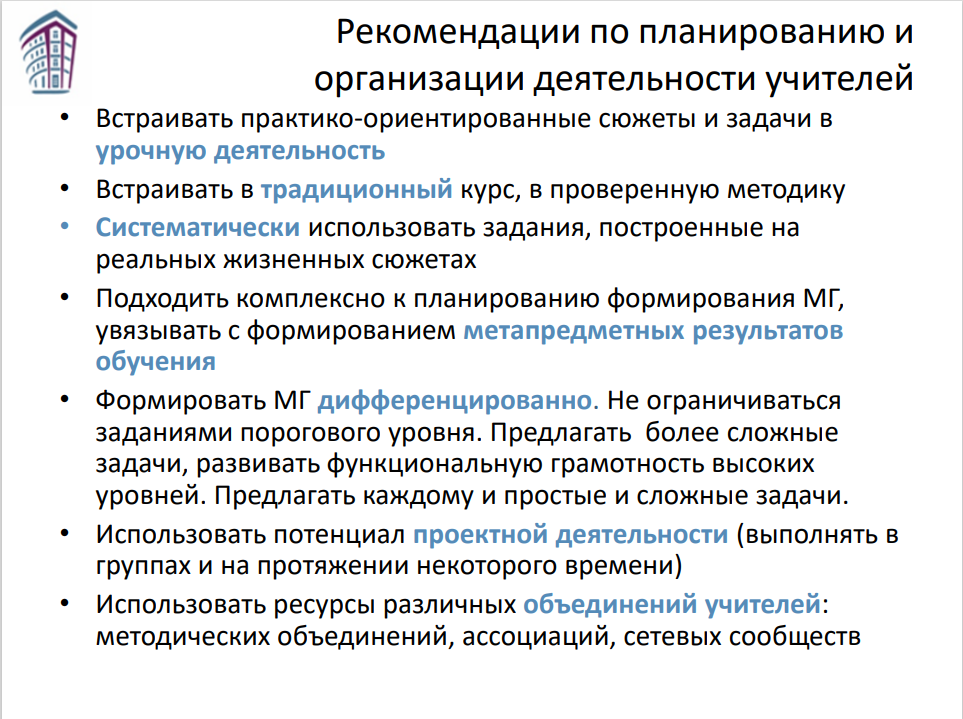 Рекомендации по планированию и
организации деятельности учителей
• Встраивать практико-ориентированные сюжеты и задачи в
урочную деятельность
• Встраивать в традиционный курс, в проверенную методику
• Систематически использовать задания, построенные на
реальных жизненных сюжетах
• Подходить комплексно к планированию формирования МГ,
увязывать с формированием метапредметных результатов
обучения
• Формировать МГ дифференцированно. Не ограничиваться
заданиями порогового уровня. Предлагать  более сложные
задачи, развивать функциональную грамотность высоких
уровней. Предлагать каждому и простые и сложные задачи.
• Использовать потенциал проектной деятельности (выполнять в
группах и на протяжении некоторого времени)
• Использовать ресурсы различных объединений учителей:
методических объединений, ассоциаций, сетевых сообществ